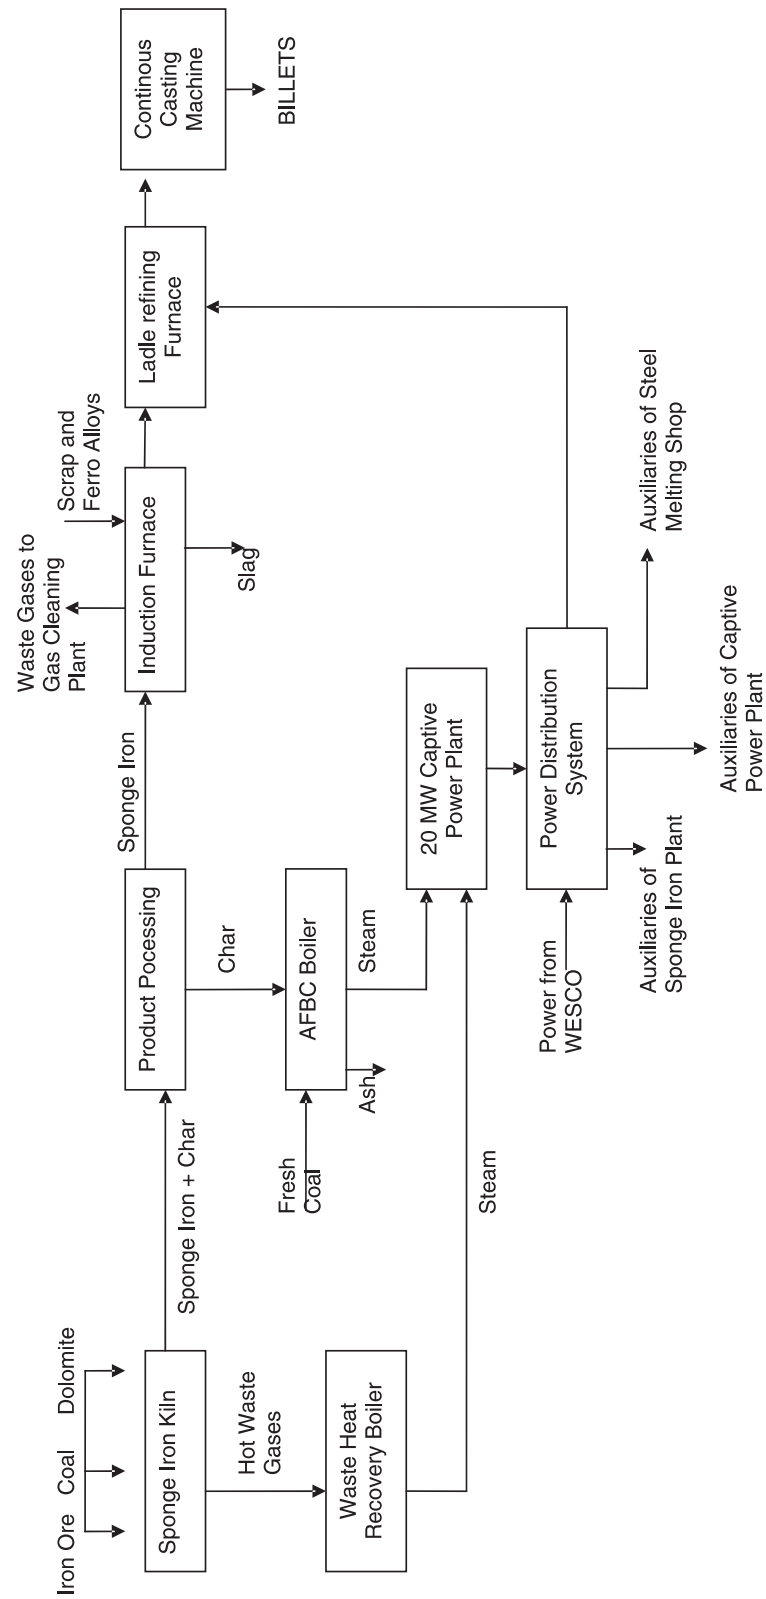 Iron Ore
Coal
Dolomite
Sponge Iron Kiln
Hot Waste
Gases
Waste Heat
Recovery Boiler
Sponge Iron + Char
Steam
Product Pocessing
Char
Fresh
Coal
AFBC Boiler
Ash
Steam
Sponge Iron
Waste Gases to
Gas Cleaning
Plant
Scrap and
Ferro Alloys
Induction Furnace
Slag
Ladle refining
Furnace
Continous
Casting
Machine
BILLETS
20 MW Captive
Power Plant
Power from
WESCO
Power Distribution
System
Auxiliaries of
Sponge Iron Plant
Auxiliaries of Captive
Power Plant
Auxiliaries of Steel
Melting Shop